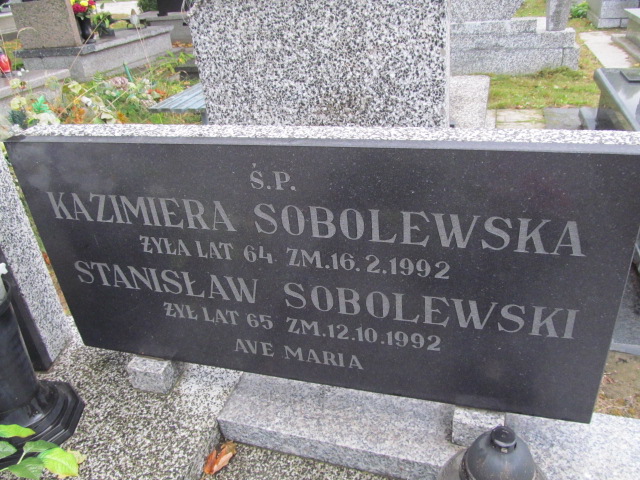 Ś.P.
KAZIMIERA SOBOLEWSKA
ŻYŁA LAT 64. ZM.16.2.1992
STANISŁAW SOBOLEWSKI
ŻYŁ LAT 65 ZM.12.10.1992
AVE MARIA